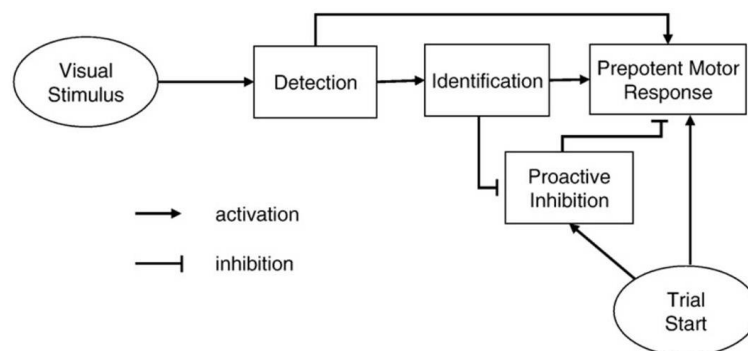 Visual
Stimulus
Detection
Identification
Prepotent Motor
Response
Proactive
Inhibition
activation
inhibition
Trial
Start